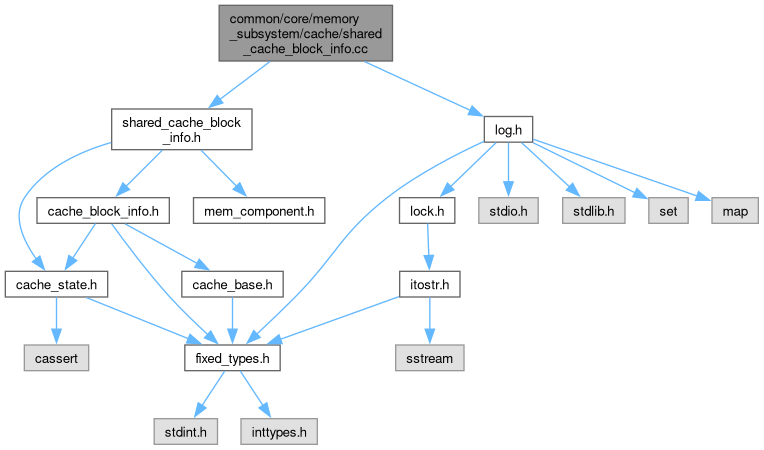 common/core/memory
_subsystem/cache/shared
_cache_block_info.cc
shared_cache_block
_info.h
log.h
cache_block_info.h
mem_component.h
lock.h
stdio.h
stdlib.h
set
map
cache_state.h
cache_base.h
itostr.h
cassert
fixed_types.h
sstream
stdint.h
inttypes.h